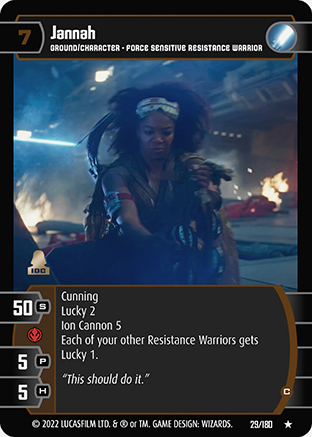 7 Jannah
GROUND/CHARACTER • FORCE SENSITIVE RESISTANCE WARRIOR
IDC
50 S
5 P
5 H
Cunning
Lucky 2
Ion Cannon 5
Each of your other Resistance Warriors gets
Lucky 1.
“This should do it.”
C
© 2022 LUCASFILM LTD. & ® or TM. GAME DESIGN: WIZARDS. 29/180 ★